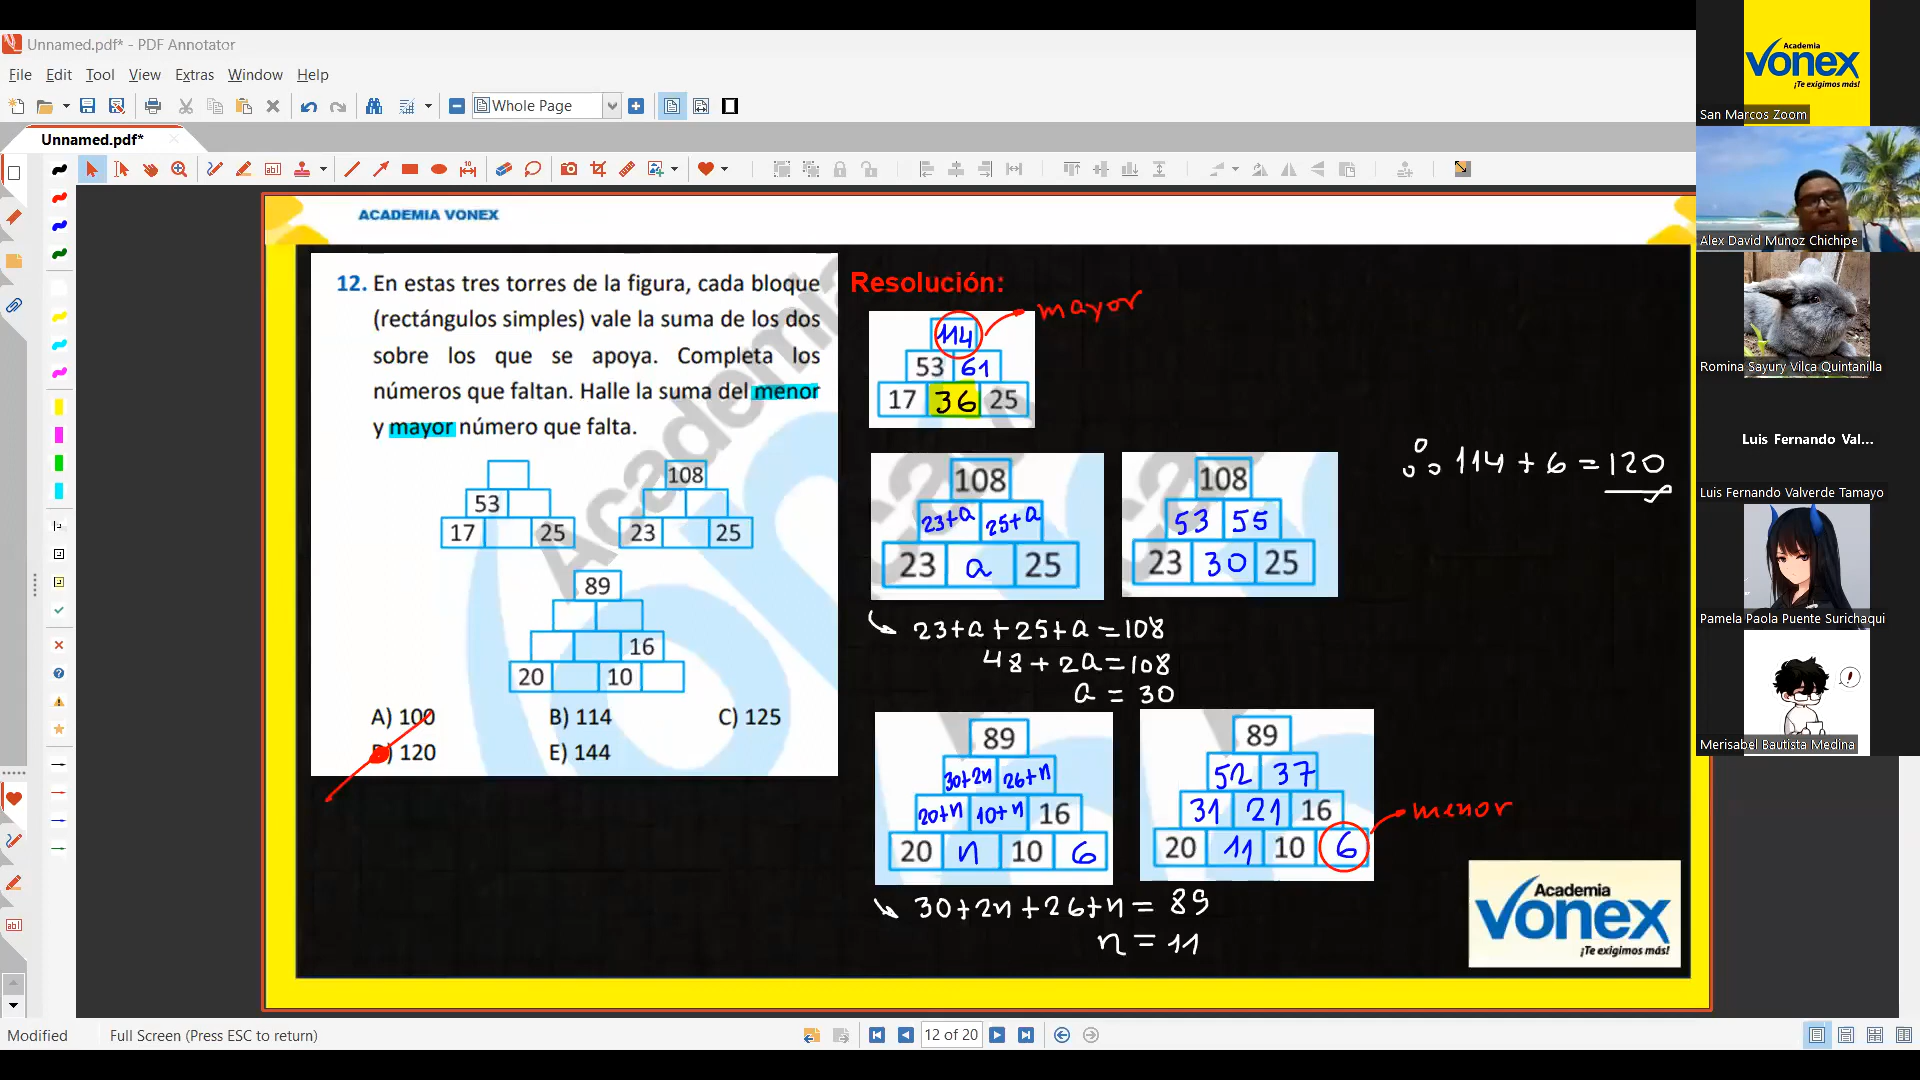 Unnamed.pdf* - PDF Annotator
File Edit Tool View Extras Window Help
Whole Page
Unnamed.pdf*
ACADEMIA VONEX
12. En estas tres torres de la figura, cada bloque
(rectángulos simples) vale la suma de los dos
sobre los que se apoya. Completa los
números que faltan. Halle la suma del menor
y mayor número que falta.
108
53
17 25 23 25
89
16
20 10
A) 100 B) 114 C) 125
D) 120 E) 144
Resolución:
114 mayor
53 61
17 36 25
108
23+a 25+a
23 a 25
108
53 55
23 30 25
∴ 114 + 6 = 120
23+a+25+a=108
48+2a=108
a = 30
89
30+2n 26+n
20+n 10+n 16
20 n 10 6
89
52 37
31 21 16
20 11 10 6
menor
30+2n+26+n = 89
n = 11
Academia
vonex
¡Te exigimos más!
Academia
vonex
¡Te exigimos más!
San Marcos Zoom
Alex David Munoz Chichipe
Romina Sayury Vilca Quintanilla
Luis Fernando Val...
Luis Fernando Valverde Tamayo
Pamela Paola Puente Surichaqui
Merisabel Bautista Medina
Modified Full Screen (Press ESC to return) 12 of 20